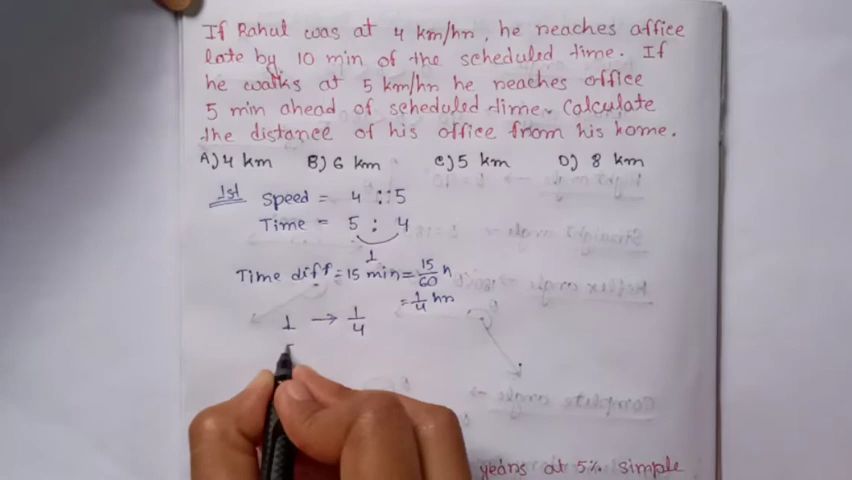 If Rahul was at 4 km/hn, he reaches office
late by 10 min of the scheduled time. If
he walks at 5 km/hn he reaches office
5 min ahead of scheduled time. Calculate
the distance of his office from his home.
A) 4 km B) 6 km C) 5 km D) 8 km
1st Speed = 4 : 5
Time = 5 : 4
1
Time diff = 15 min = 15/60 h
= 1/4 hn
1 → 1/4
years at 5% simple